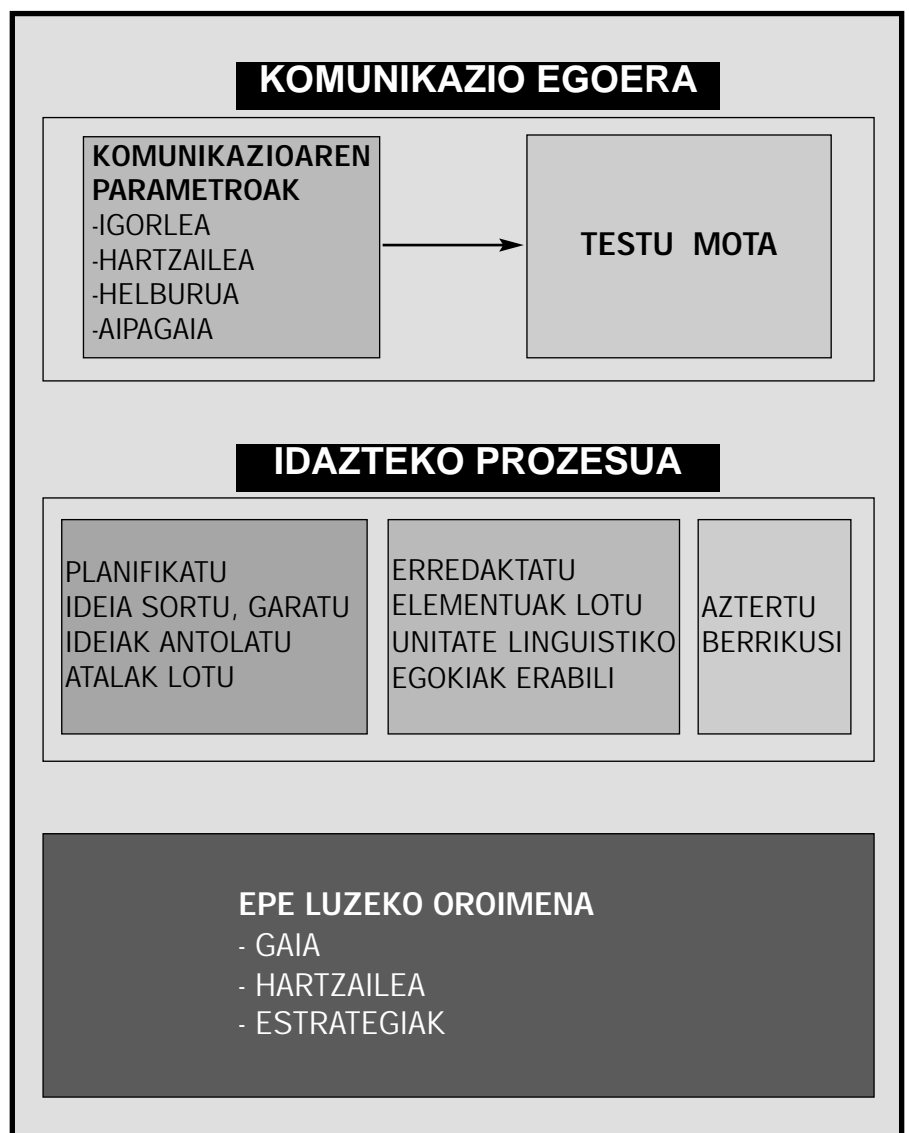 KOMUNIKAZIO EGOERA
KOMUNIKAZIOAREN
PARAMETROAK
-IGORLEA
-HARTZAILEA
-HELBURUA
-AIPAGAIA
TESTU MOTA
IDAZTEKO PROZESUA
PLANIFIKATU
IDEIA SORTU, GARATU
IDEIAK ANTOLATU
ATALAK LOTU
ERREDAKTATU
ELEMENTUAK LOTU
UNITATE LINGUISTIKO
EGOKIAK ERABILI
AZTERTU
BERRIKUSI
EPE LUZEKO OROIMENA
- GAIA
- HARTZAILEA
- ESTRATEGIAK